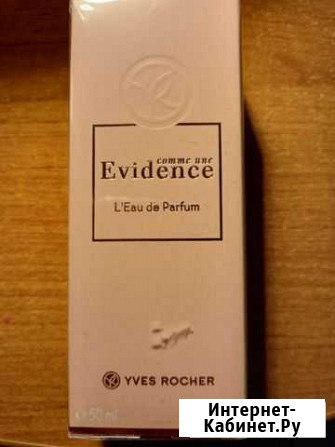 comme une
Evidence
L'Eau de Parfum
YVES ROCHER
50 ml
Интернет-
Кабинет.Ру